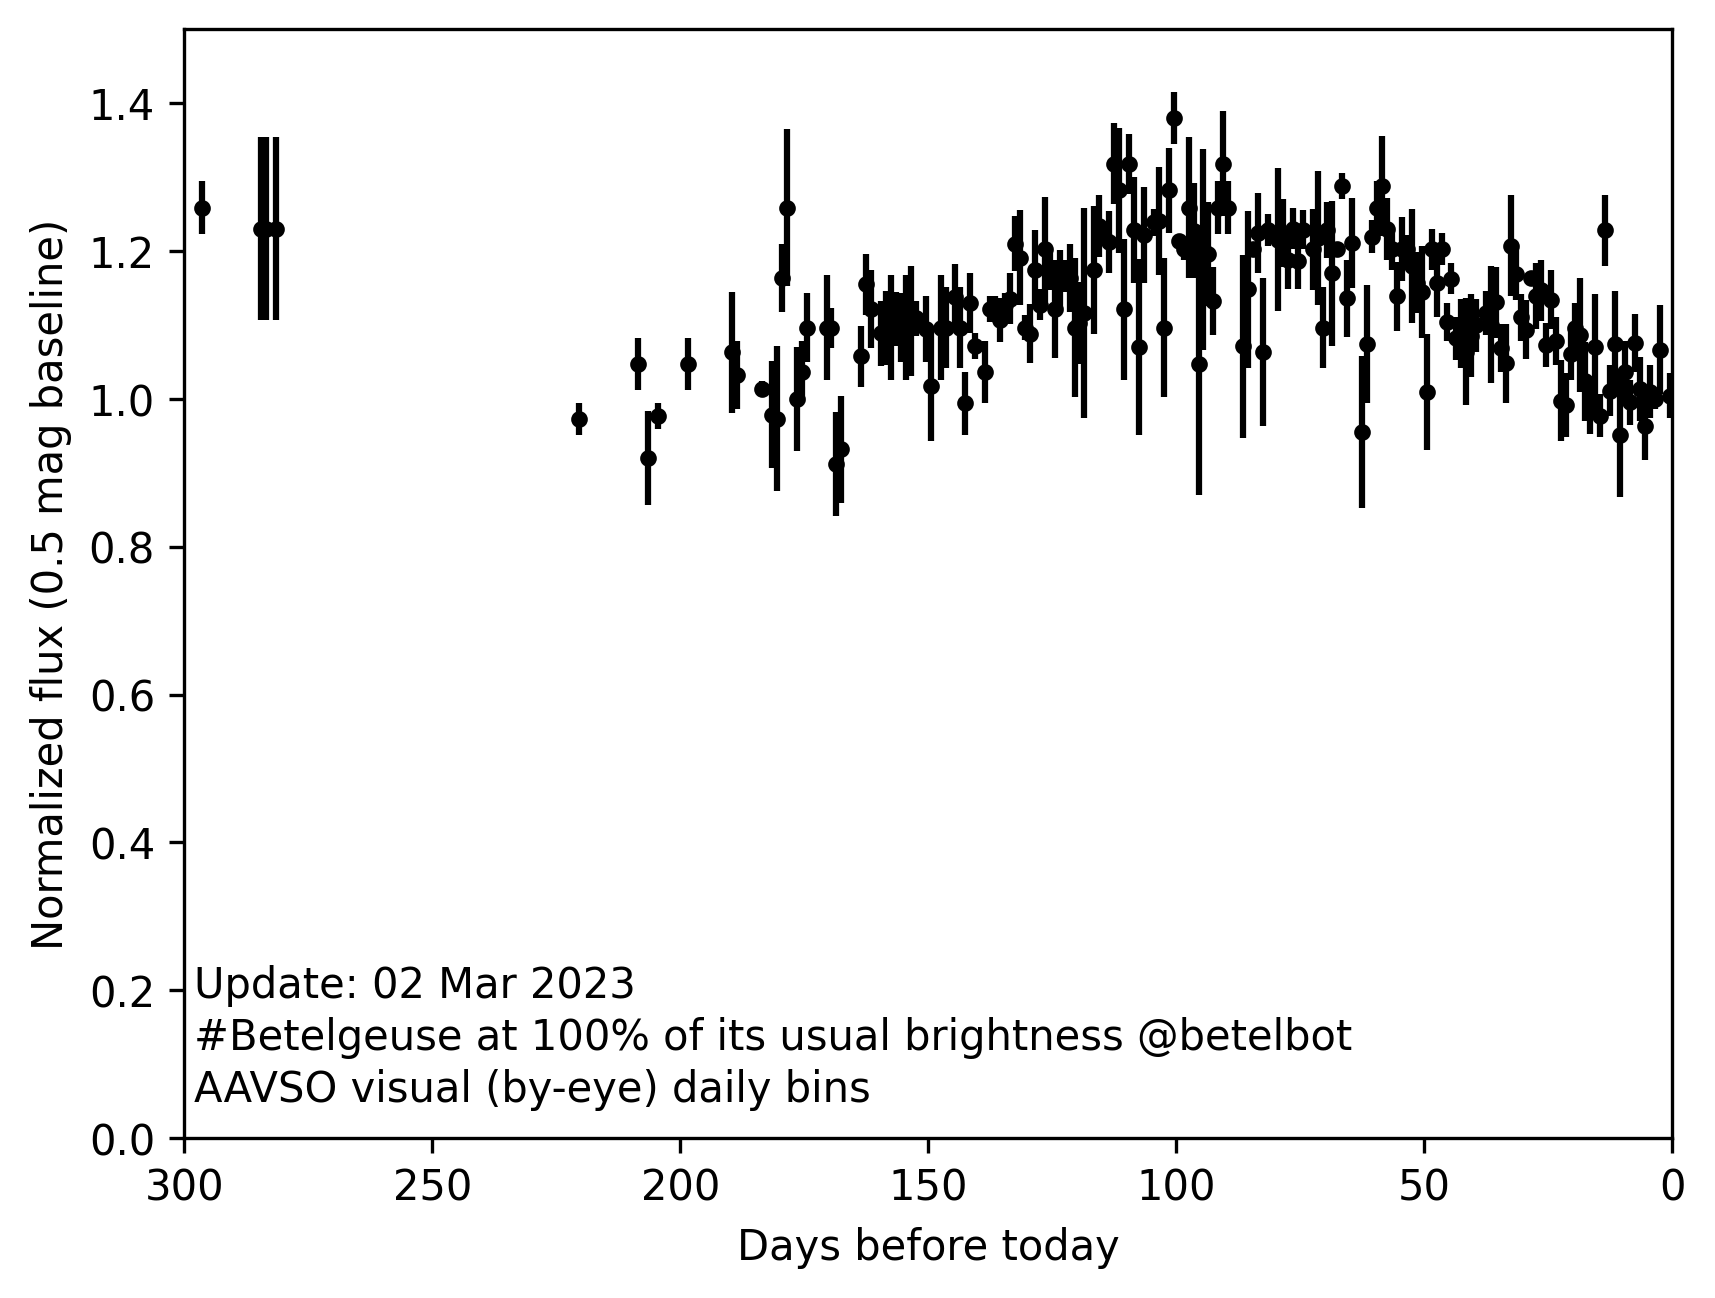 1.4
1.2
1.0
0.8
0.6
0.4
0.2
0.0
Normalized flux (0.5 mag baseline)
Update: 02 Mar 2023
#Betelgeuse at 100% of its usual brightness @betelbot
AAVSO visual (by-eye) daily bins
300 250 200 150 100 50 0
Days before today